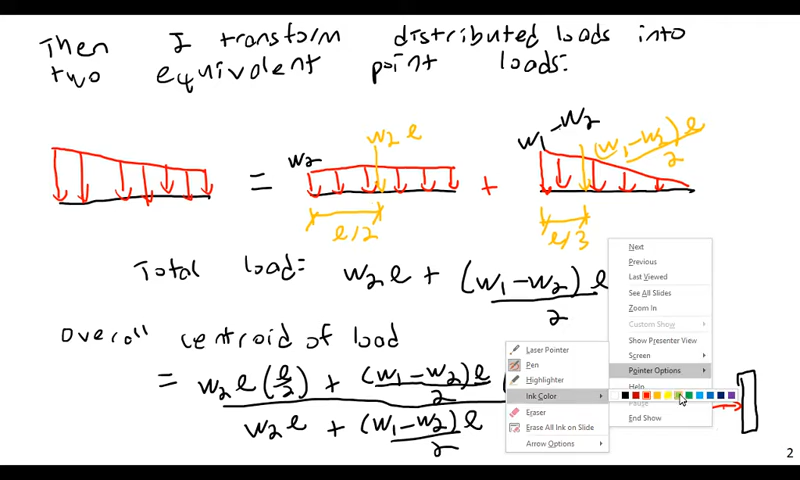 Then I transform distributed loads into
two equivalent point loads:
w2 = w2 l + w1-w2 (w1-w2) l / 2
l/2 l/3
Total load: w2 l + (w1-w2) l / 2
Overall centroid of load
= w2 l (l/2) + (w1-w2) l / 2 (
w2 l + (w1-w2) l / 2
Next
Previous
Last Viewed
See All Slides
Zoom In
Custom Show
Show Presenter View
Screen
Pointer Options
Help
Pause
End Show
Laser Pointer
Pen
Highlighter
Ink Color
Eraser
Erase All Ink on Slide
Arrow Options
2